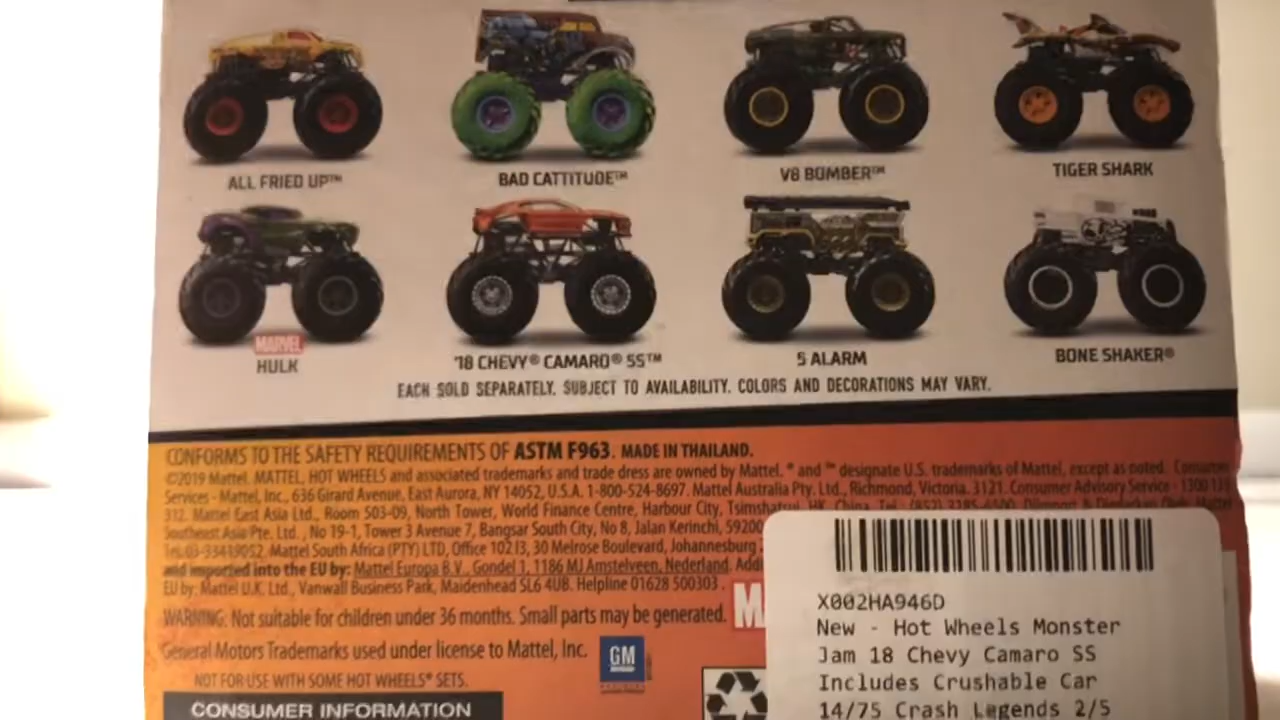 ALL FRIED UP™
BAD CATTITUDE™
V8 BOMBER™
TIGER SHARK
MARVEL
HULK
'18 CHEVY® CAMARO® SS™
5 ALARM
BONE SHAKER®
EACH SOLD SEPARATELY. SUBJECT TO AVAILABILITY. COLORS AND DECORATIONS MAY VARY.
CONFORMS TO THE SAFETY REQUIREMENTS OF ASTM F963. MADE IN THAILAND.
©2019 Mattel. MATTEL, HOT WHEELS and associated trademarks and trade dress are owned by Mattel. ® and ™ designate U.S. trademarks of Mattel, except as noted. Consumer
Services - Mattel, Inc., 636 Girard Avenue, East Aurora, NY 14052, U.S.A. 1-800-524-8697. Mattel Australia Pty. Ltd., Richmond, Victoria. 3121. Consumer Advisory Service - 1300 13
312. Mattel East Asia Ltd., Room 503-09, North Tower, World Finance Centre, Harbour City, Tsimshatsui, HK, China. Tel. (852) 3185-6500.
Southeast Asia Pte. Ltd., No 19-1, Tower 3 Avenue 7, Bangsar South City, No 8, Jalan Kerinchi, 59200
Mattel South Africa (PTY) LTD, Office 102 I3, 30 Melrose Boulevard, Johannesburg
and imported into the EU by: Mattel Europa B.V., Gondel 1, 1186 MJ Amstelveen, Nederland.
EU by: Mattel U.K. Ltd., Vanwall Business Park, Maidenhead SL6 4UB. Helpline 01628 500303.
WARNING: Not suitable for children under 36 months. Small parts may be generated.
General Motors Trademarks used under license to Mattel, Inc.
GM
NOT FOR USE WITH SOME HOT WHEELS® SETS.
CONSUMER INFORMATION
X002HA946D
New - Hot Wheels Monster
Jam 18 Chevy Camaro SS
Includes Crushable Car
14/75 Crash Legends 2/5